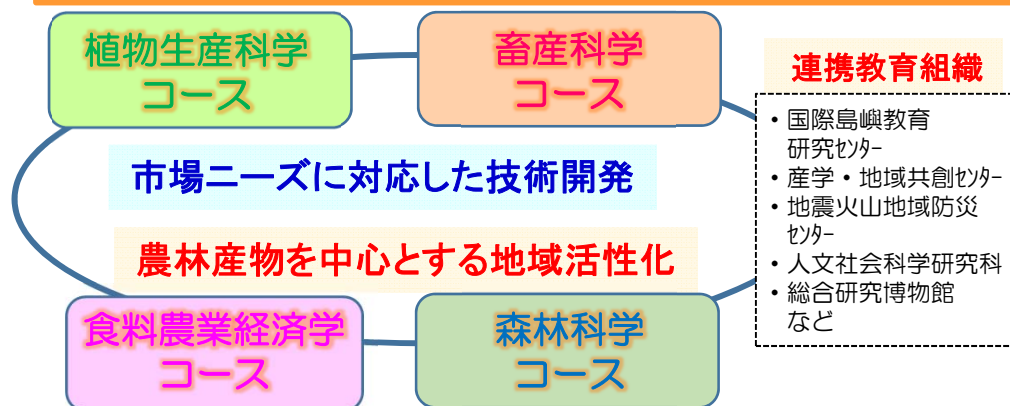 植物生産科学
コース
畜産科学
コース
連携教育組織
・国際島嶼教育
研究ｾﾝﾀｰ
・産学・地域共創ｾﾝﾀｰ
・地震火山地域防災
ｾﾝﾀｰ
・人文社会科学研究科
・総合研究博物館
など
市場ニーズに対応した技術開発
農林産物を中心とする地域活性化
食料農業経済学
コース
森林科学
コース